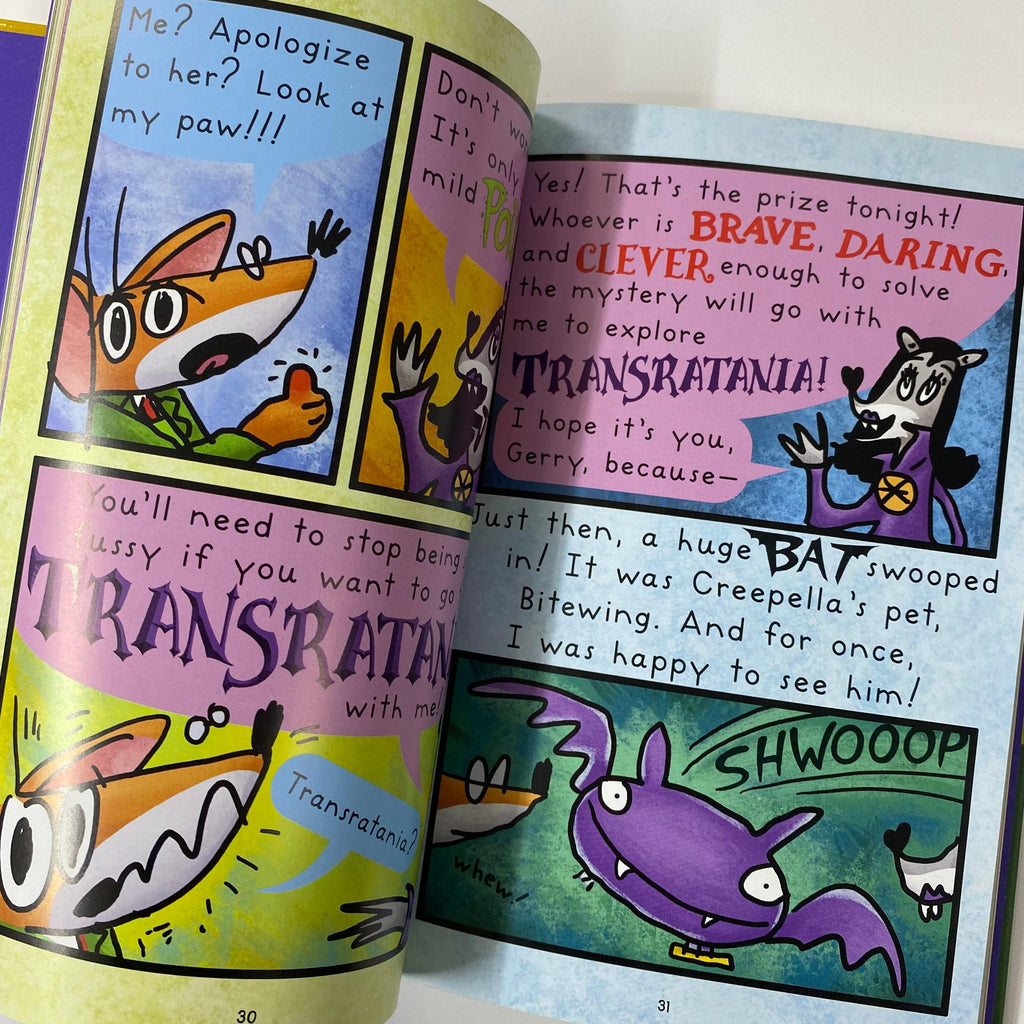 Me? Apologize
to her? Look at
my paw!!!
Don't
It's only
mild
You'll need to stop being
fussy if you want to go
with me!
Transratania?
30
Yes! That's the prize tonight!
Whoever is BRAVE, DARING,
and CLEVER enough to solve
the mystery will go with
me to explore
TRANSRATANIA!
I hope it's you,
Gerry, because—
Just then, a huge BAT swooped
in! It was Creepella's pet,
Bitewing. And for once,
I was happy to see him!
SHWOOOP
whew!
31